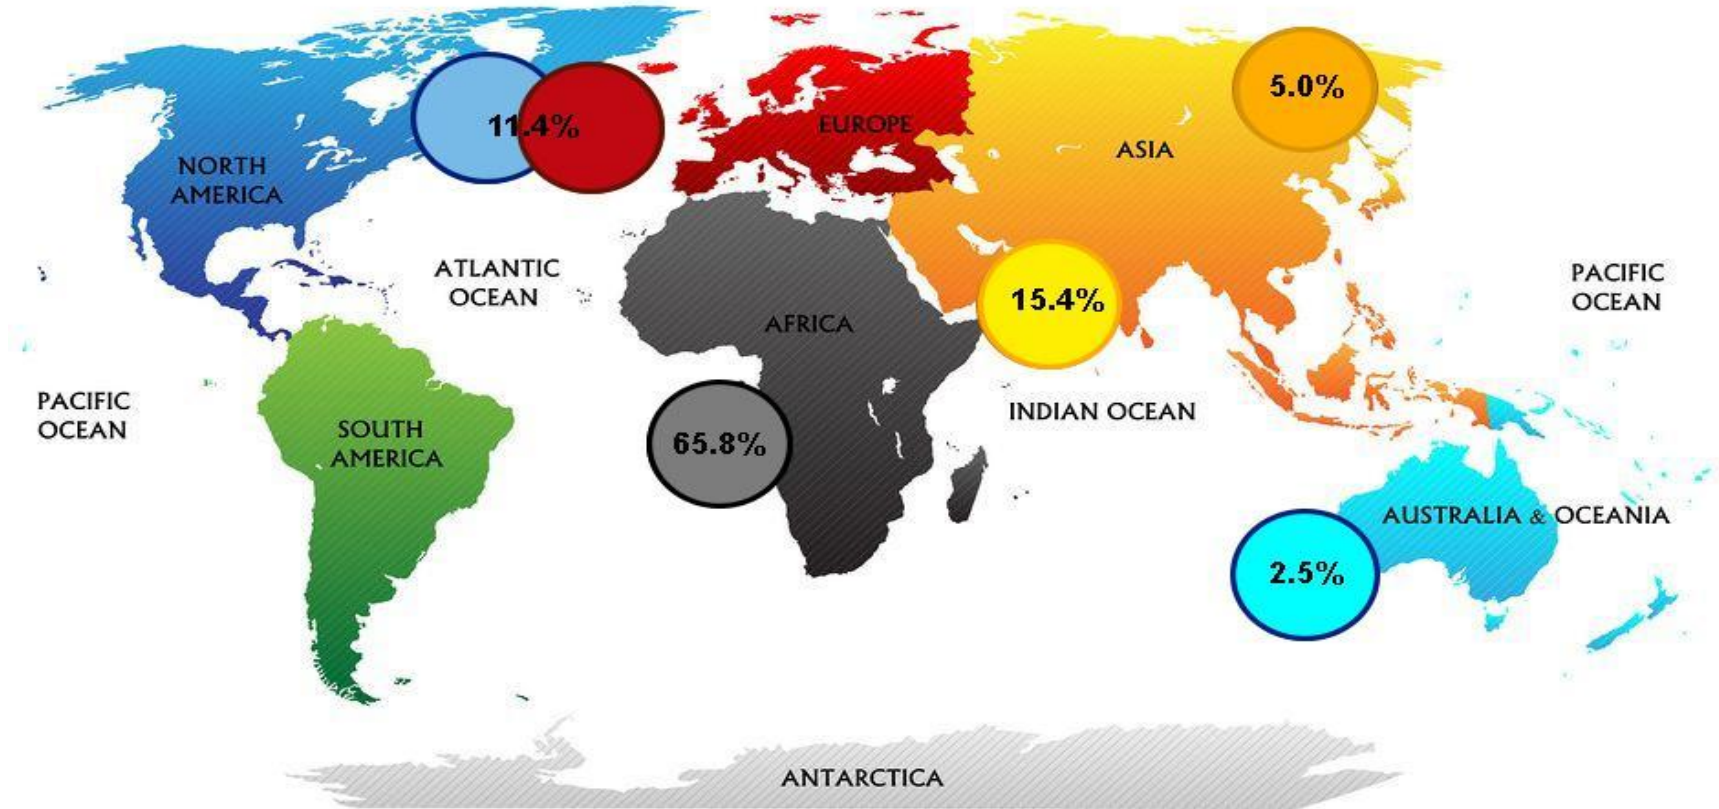 5.0%
11.4%
EUROPE
ASIA
NORTH
AMERICA
ATLANTIC
OCEAN
PACIFIC
OCEAN
15.4%
AFRICA
PACIFIC
OCEAN
INDIAN OCEAN
SOUTH
AMERICA
65.8%
AUSTRALIA & OCEANIA
2.5%
ANTARCTICA